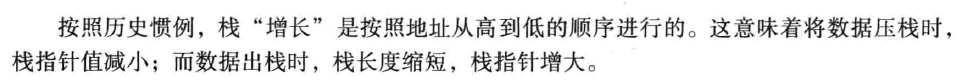 按照历史惯例，栈“增长”是按照地址从高到低的顺序进行的。这意味着将数据压栈时，
栈指针值减小；而数据出栈时，栈长度缩短，栈指针增大。